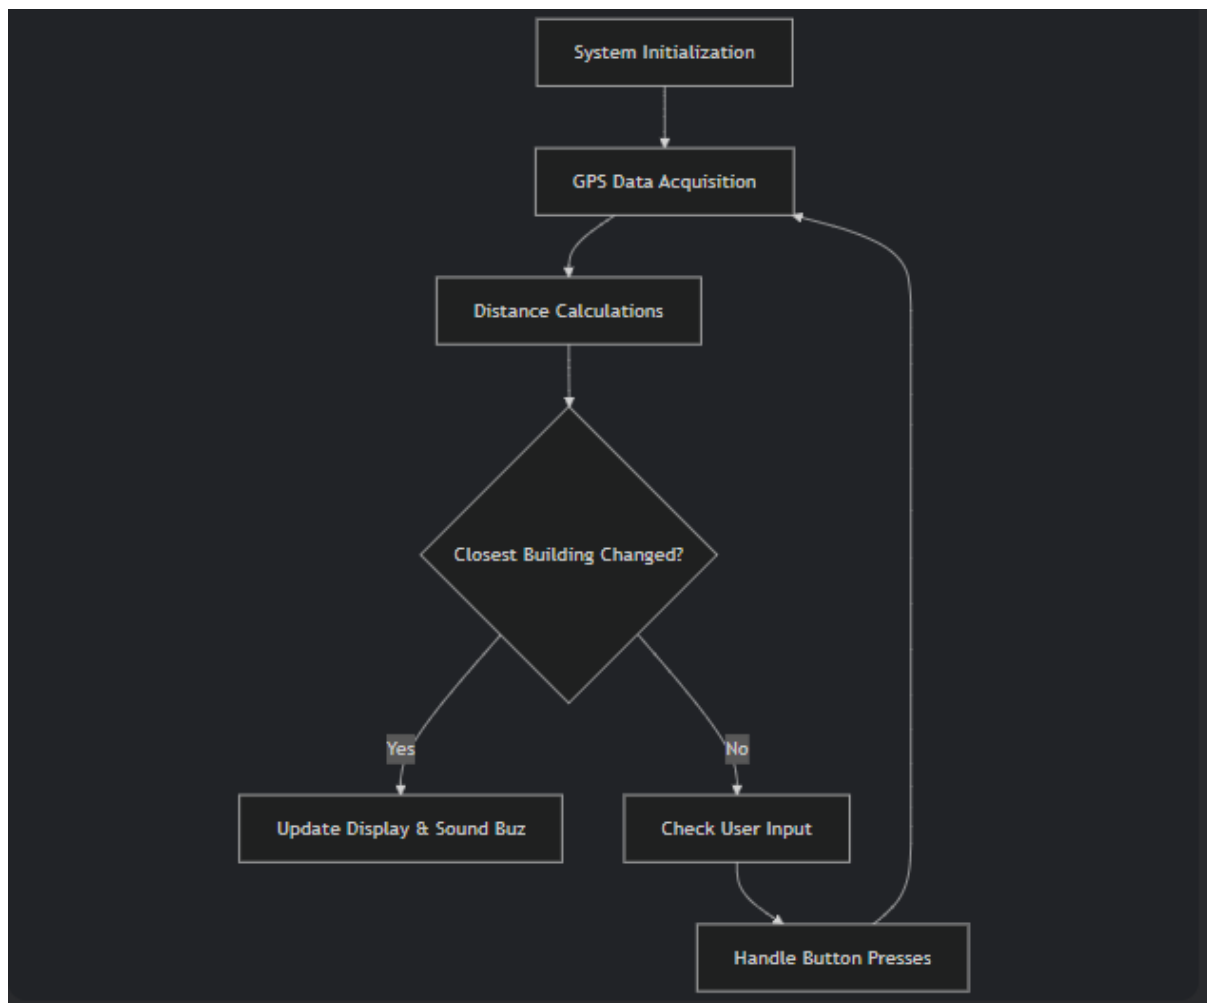 System Initialization
GPS Data Acquisition
Distance Calculations
Closest Building Changed?
Yes
No
Update Display & Sound Buz
Check User Input
Handle Button Presses